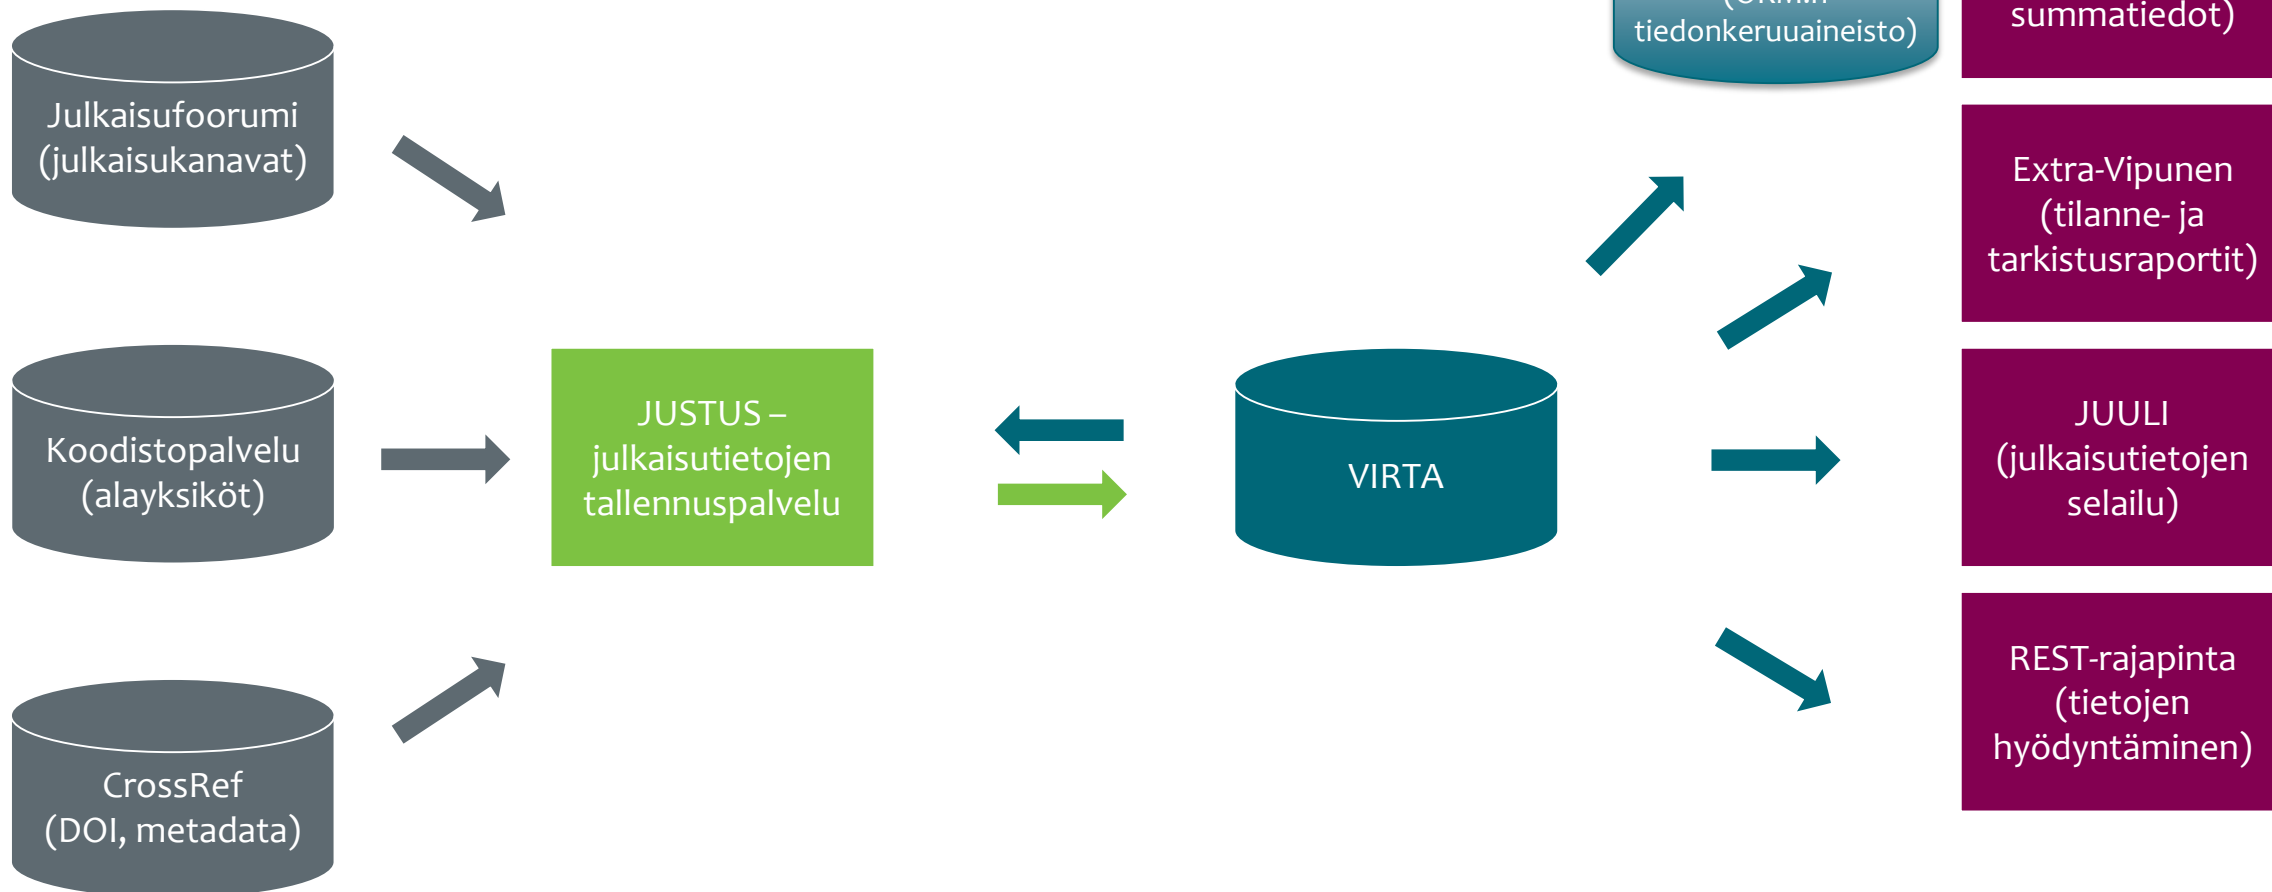 tiedonkeruuaineisto)
summatiedot)
Julkaisufoorumi
(julkaisukanavat)
Extra-Vipunen
(tilanne- ja
tarkistusraportit)
Koodistopalvelu
(alayksiköt)
JUSTUS –
julkaisutietojen
tallennuspalvelu
VIRTA
JUULI
(julkaisutietojen
selailu)
REST-rajapinta
(tietojen
hyödyntäminen)
CrossRef
(DOI, metadata)